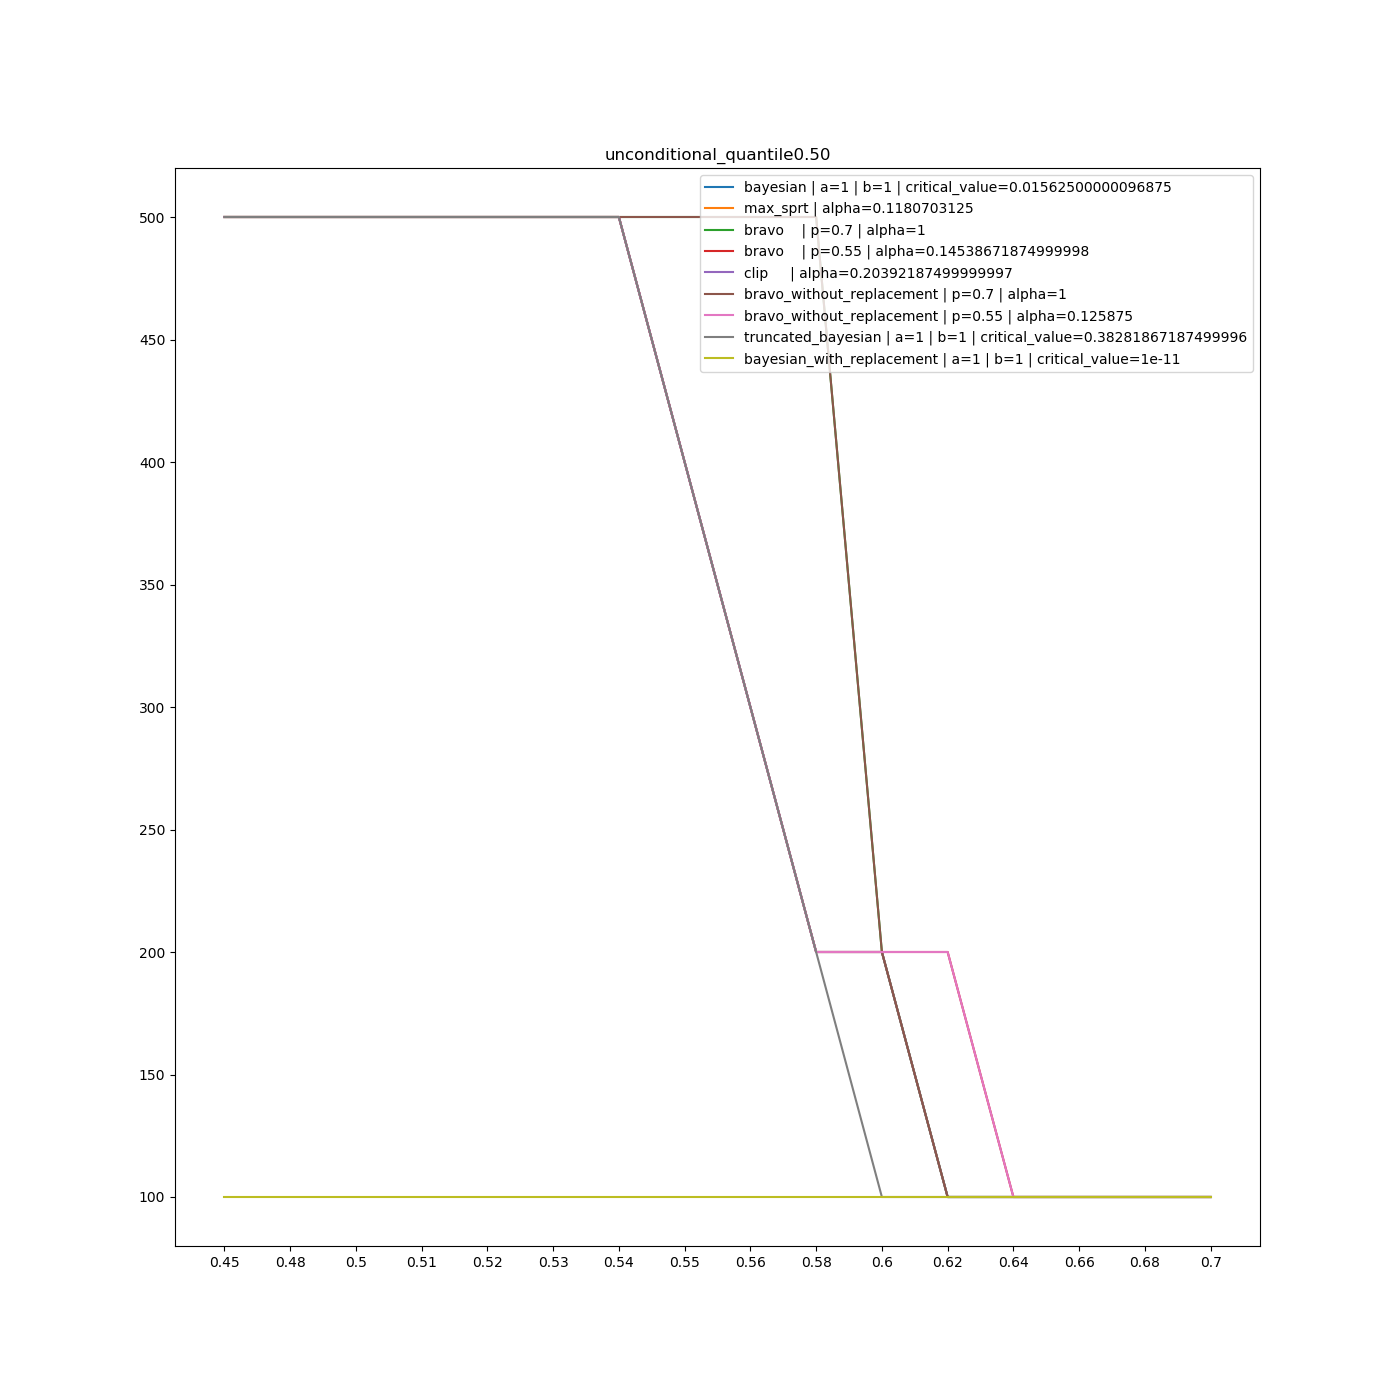 unconditional_quantile0.50
bayesian | a=1 | b=1 | critical_value=0.01562500000096875
max_sprt | alpha=0.1180703125
bravo    | p=0.7 | alpha=1
bravo    | p=0.55 | alpha=0.14538671874999998
clip     | alpha=0.20392187499999997
bravo_without_replacement | p=0.7 | alpha=1
bravo_without_replacement | p=0.55 | alpha=0.125875
truncated_bayesian | a=1 | b=1 | critical_value=0.38281867187499996
bayesian_with_replacement | a=1 | b=1 | critical_value=1e-11
500
450
400
350
300
250
200
150
100
0.45 0.48 0.5 0.51 0.52 0.53 0.54 0.55 0.56 0.58 0.6 0.62 0.64 0.66 0.68 0.7